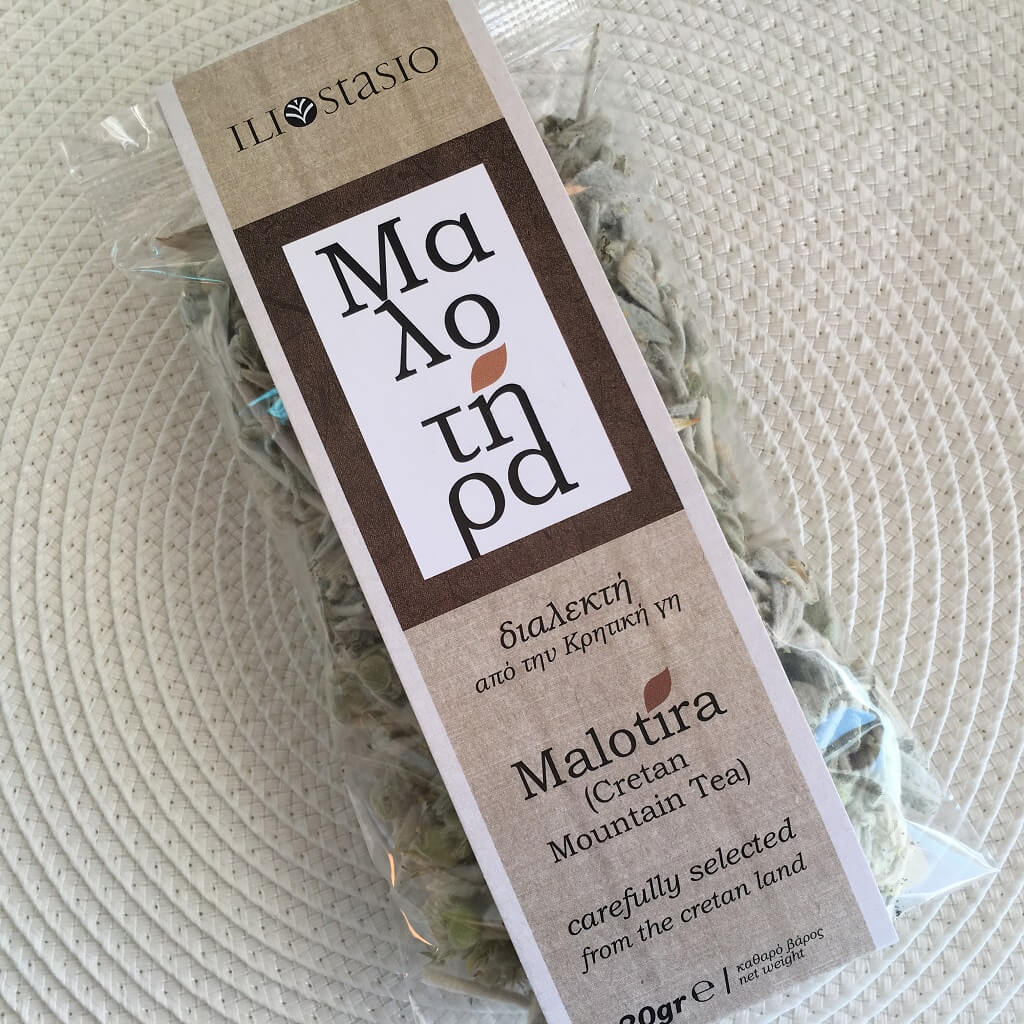 ILIOstasio
Μα
λο
τή
ρα
διαλεκτή
από την Κρητική γη
Malotira
(Cretan
Mountain Tea)
carefully selected
from the cretan land
καθαρό βάρος
net weight